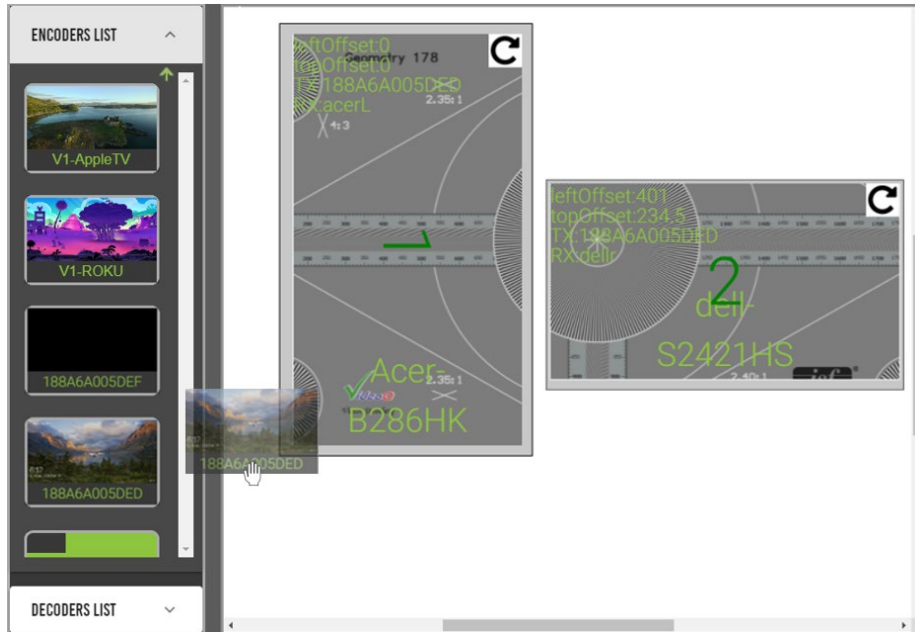 ENCODERS LIST
V1-AppleTV
V1-ROKU
188A6A005DEF
188A6A005DED
DECODERS LIST
188A6A005DED
leftOffset:0
topOffset:0
TX:188A6A005DED
RX:acerL
Geometry 178
2.35:1
4:3
1
Acer-
B286HK
2.35:1
leftOffset:401
topOffset:234.5
TX:188A6A005DED
RX:dellr
2
dell-
S2421HS
2.40:1